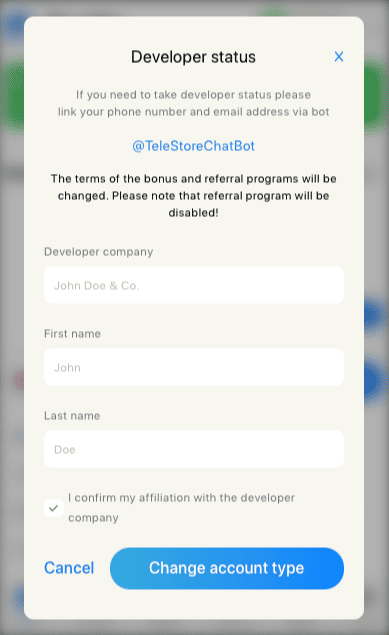 Developer status
If you need to take developer status please
link your phone number and email address via bot
@TeleStoreChatBot
The terms of the bonus and referral programs will be
changed. Please note that referral program will be
disabled!
Developer company
John Doe & Co.
First name
John
Last name
Doe
I confirm my affiliation with the developer
company
Cancel
Change account type